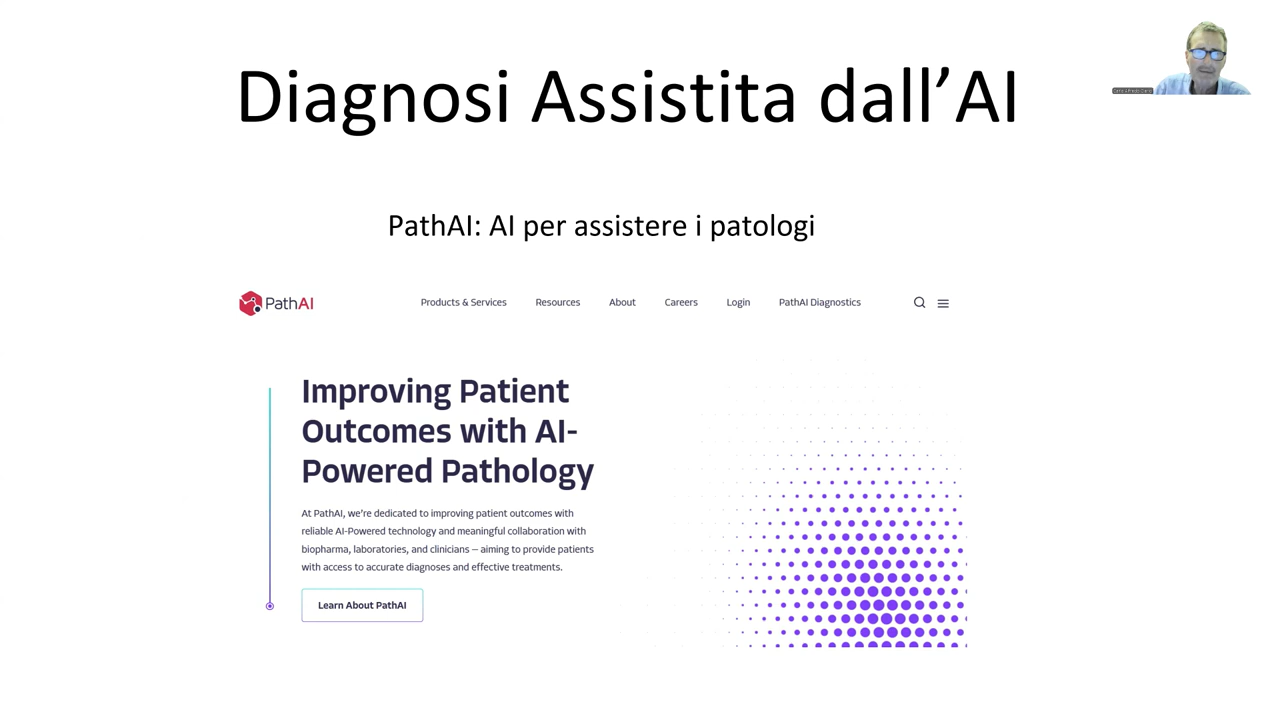 Diagnosi Assistita dall’AI
PathAI: AI per assistere i patologi
PathAI
Products & Services Resources About Careers Login PathAI Diagnostics
Improving Patient
Outcomes with AI-
Powered Pathology
At PathAI, we’re dedicated to improving patient outcomes with
reliable AI-Powered technology and meaningful collaboration with
biopharma, laboratories, and clinicians – aiming to provide patients
with access to accurate diagnoses and effective treatments.
Learn About PathAI